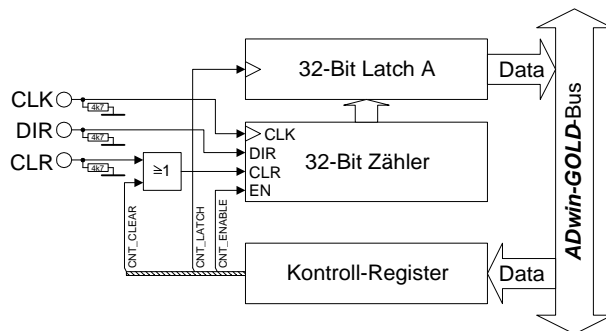 32-Bit Latch A
Data
CLK
4k7
DIR
4k7
CLR
4k7
≥1
CLK
DIR
CLR
EN
32-Bit Zähler
CNT_CLEAR
CNT_LATCH
CNT_ENABLE
Kontroll-Register
Data
ADwin-GOLD-Bus